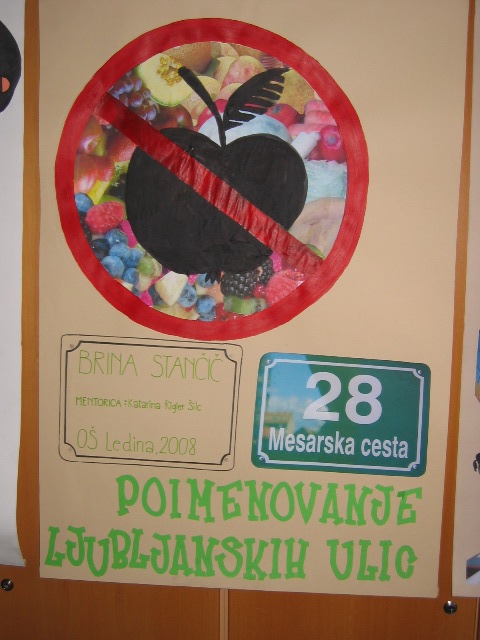 BRINA STANČIČ
MENTORICA: Katarina Rigler Šilc
OŠ Ledina, 2008
28
Mesarska cesta
POIMENOVANJE
LJUBLJANSKIH ULIC